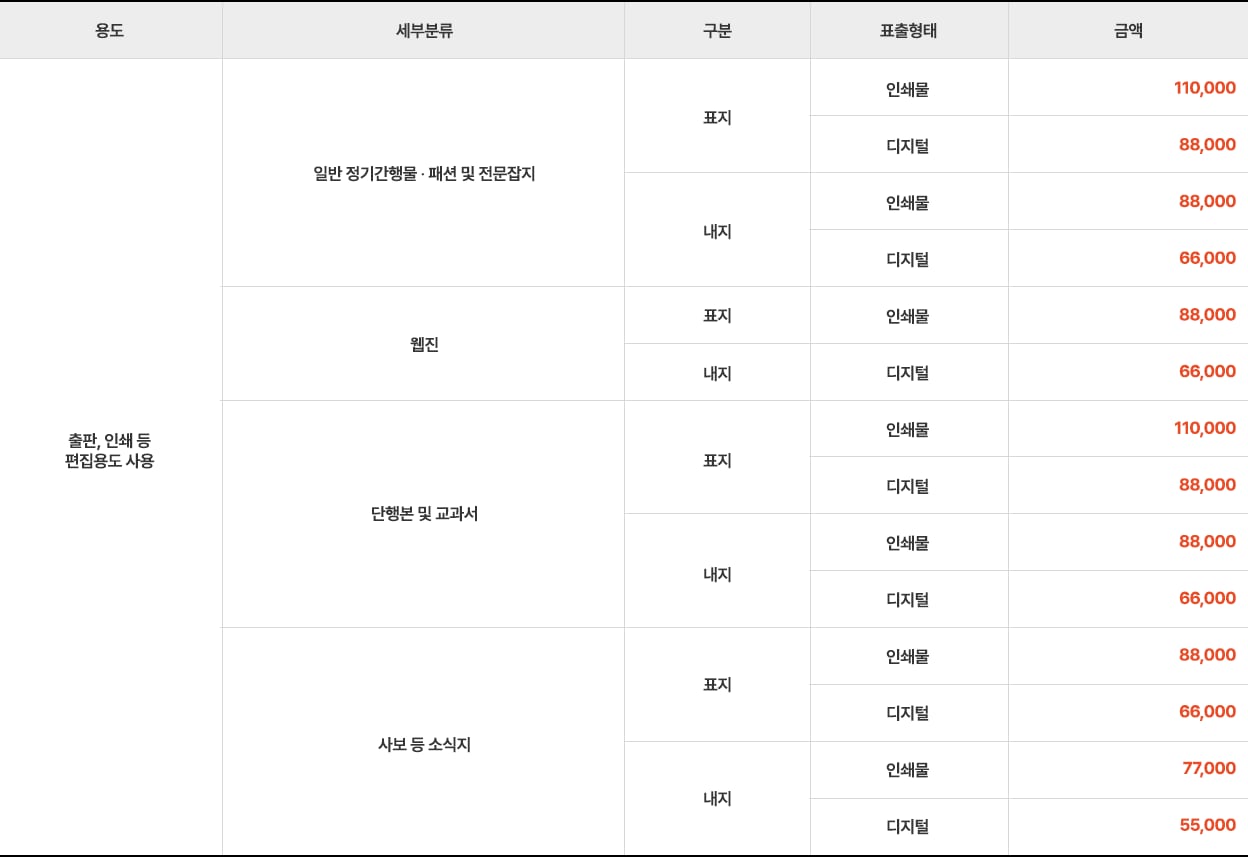 용도 세부분류 구분 표출형태 금액
출판, 인쇄 등
편집용도 사용
일반 정기간행물 · 패션 및 전문잡지
표지
인쇄물 110,000
디지털 88,000
내지
인쇄물 88,000
디지털 66,000
웹진
표지 인쇄물 88,000
내지 디지털 66,000
단행본 및 교과서
표지
인쇄물 110,000
디지털 88,000
내지
인쇄물 88,000
디지털 66,000
사보 등 소식지
표지
인쇄물 88,000
디지털 66,000
내지
인쇄물 77,000
디지털 55,000